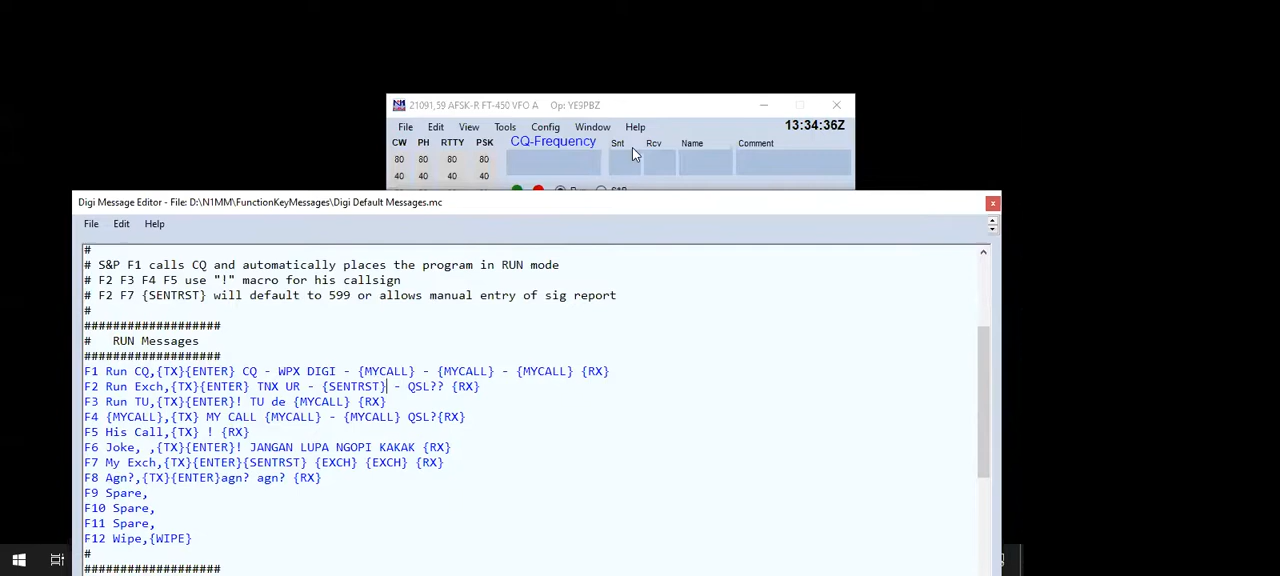 21091,59 AFSK-R FT-450 VFO A Op: YE9PBZ
File Edit View Tools Config Window Help 13:34:36Z
CW PH RTTY PSK CQ-Frequency Snt Rcv Name Comment
80 80 80 80
40 40 40 40
Digi Message Editor - File: D:\N1MM\FunctionKeyMessages\Digi Default Messages.mc
File Edit Help
#
# S&P F1 calls CQ and automatically places the program in RUN mode
# F2 F3 F4 F5 use "!" macro for his callsign
# F2 F7 {SENTRST} will default to 599 or allows manual entry of sig report
#
###################
# RUN Messages
###################
F1 Run CQ,{TX}{ENTER} CQ - WPX DIGI - {MYCALL} - {MYCALL} - {MYCALL} {RX}
F2 Run Exch,{TX}{ENTER} TNX UR - {SENTRST} - QSL?? {RX}
F3 Run TU,{TX}{ENTER}! TU de {MYCALL} {RX}
F4 {MYCALL},{TX} MY CALL {MYCALL} - {MYCALL} QSL?{RX}
F5 His Call,{TX} ! {RX}
F6 Joke, ,{TX}{ENTER}! JANGAN LUPA NGOPI KAKAK {RX}
F7 My Exch,{TX}{ENTER}{SENTRST} {EXCH} {EXCH} {RX}
F8 Agn?,{TX}{ENTER}agn? agn? {RX}
F9 Spare,
F10 Spare,
F11 Spare,
F12 Wipe,{WIPE}
#
###################